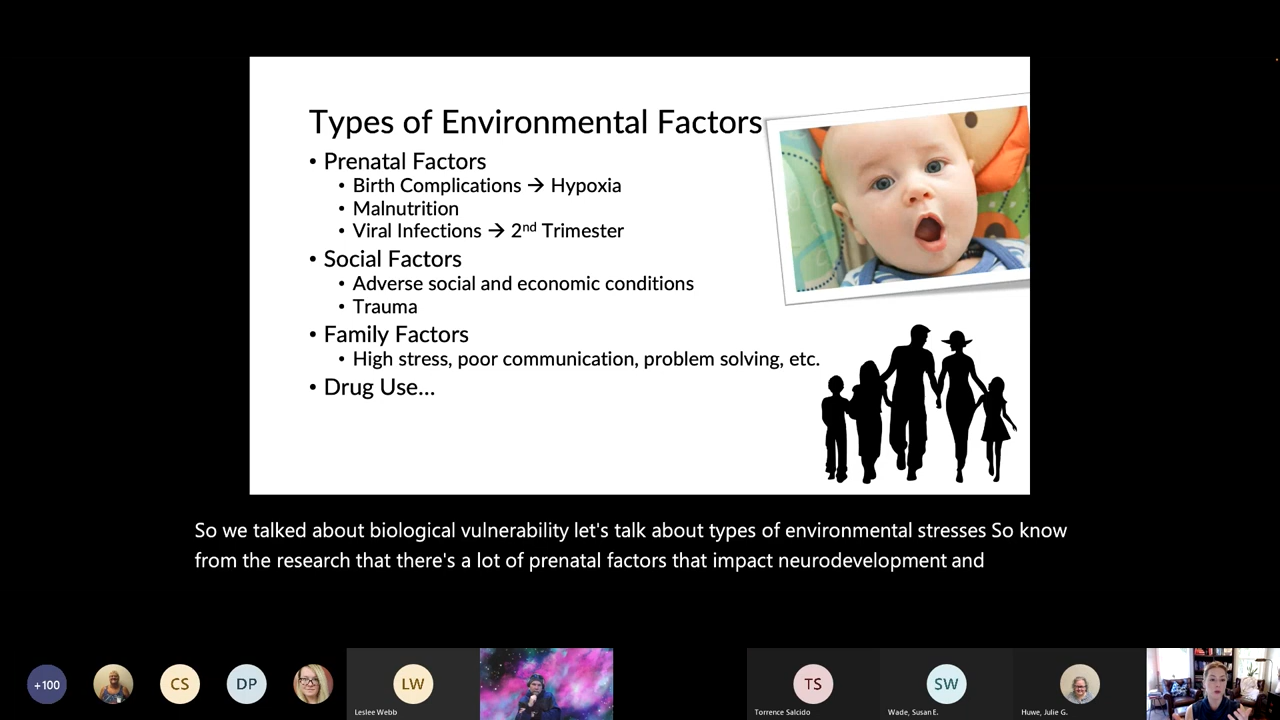 Types of Environmental Factors
• Prenatal Factors
• Birth Complications → Hypoxia
• Malnutrition
• Viral Infections → 2nd Trimester
• Social Factors
• Adverse social and economic conditions
• Trauma
• Family Factors
• High stress, poor communication, problem solving, etc.
• Drug Use...
So we talked about biological vulnerability let's talk about types of environmental stresses So know
from the research that there's a lot of prenatal factors that impact neurodevelopment and
+100
CS
DP
LW
TS
SW
Leslee Webb
Torrence Salcido
Wade, Susan E.
Huwe, Julie G.